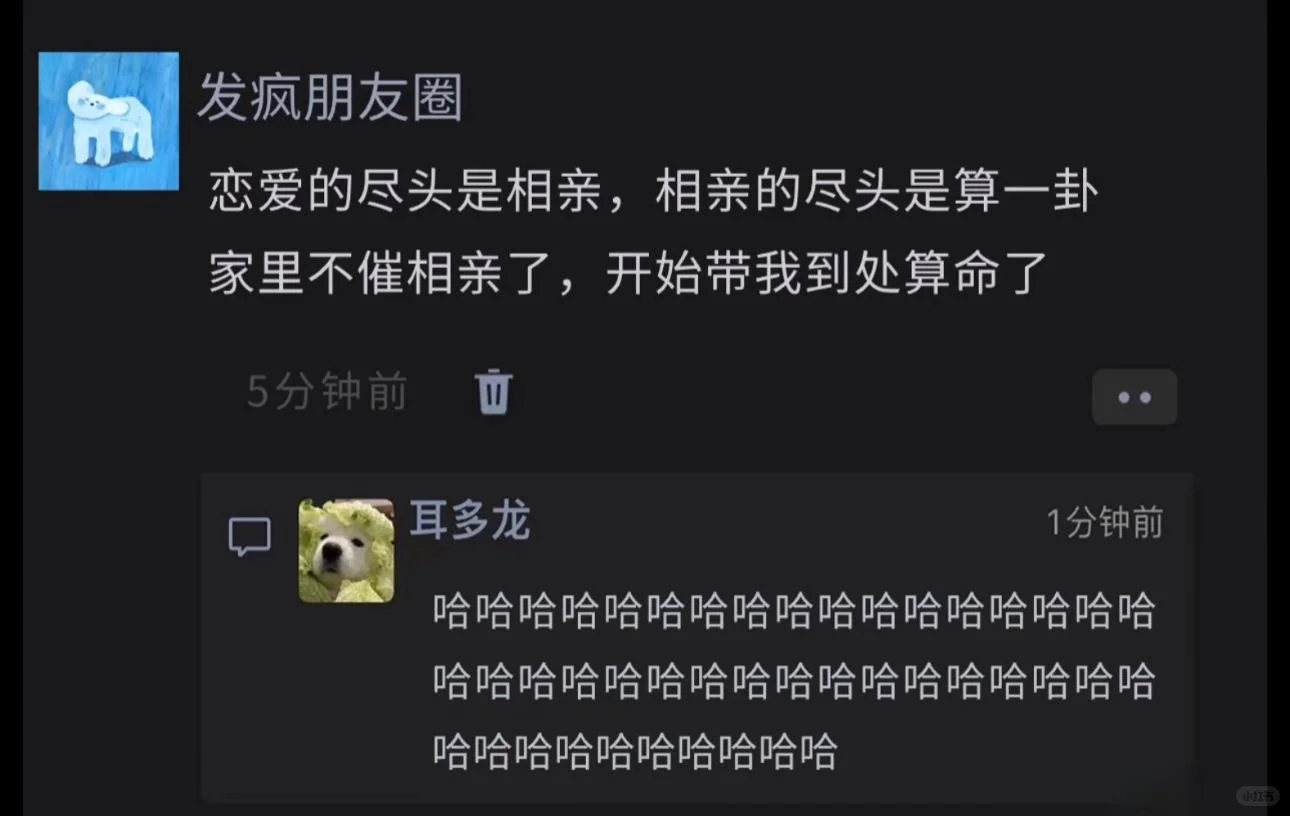 发疯朋友圈
恋爱的尽头是相亲，相亲的尽头是算一卦
家里不催相亲了，开始带我到处算命了
5分钟前
耳多龙
1分钟前
哈哈哈哈哈哈哈哈哈哈哈哈哈哈哈哈哈
哈哈哈哈哈哈哈哈哈哈哈哈哈哈哈哈哈
哈哈哈哈哈哈哈哈哈哈
小红书